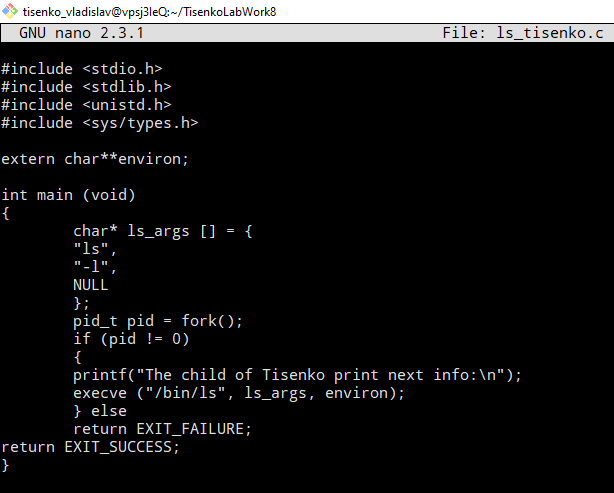 tisenko_vladislav@vpsj3leQ:~/TisenkoLabWork8
GNU nano 2.3.1 File: ls_tisenko.c
#include <stdio.h>
#include <stdlib.h>
#include <unistd.h>
#include <sys/types.h>
extern char**environ;
int main (void)
{
char* ls_args [] = {
"ls",
"-l",
NULL
};
pid_t pid = fork();
if (pid != 0)
{
printf("The child of Tisenko print next info:\n");
execve ("/bin/ls", ls_args, environ);
} else
return EXIT_FAILURE;
return EXIT_SUCCESS;
}